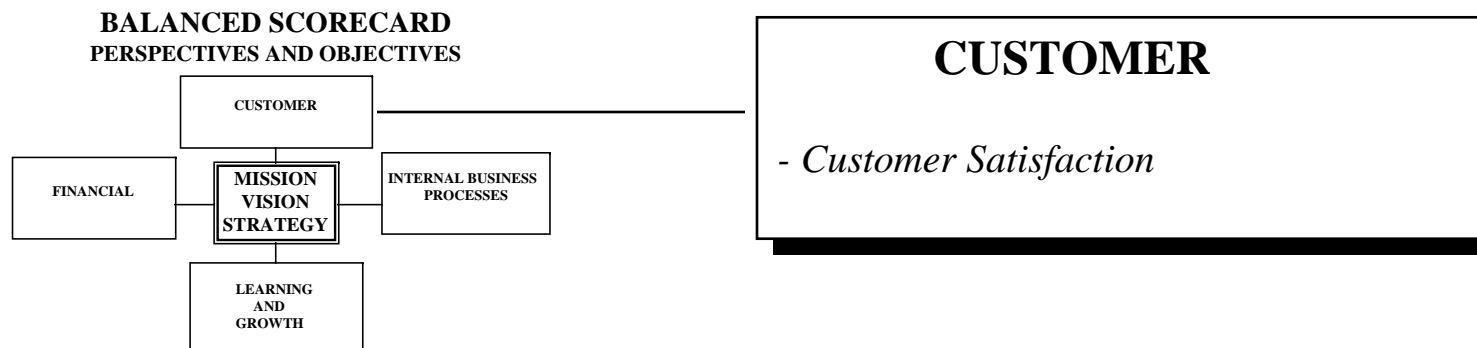 BALANCED SCORECARD
PERSPECTIVES AND OBJECTIVES
CUSTOMER
FINANCIAL
MISSION
VISION
STRATEGY
INTERNAL BUSINESS
PROCESSES
LEARNING
AND
GROWTH
CUSTOMER
- Customer Satisfaction